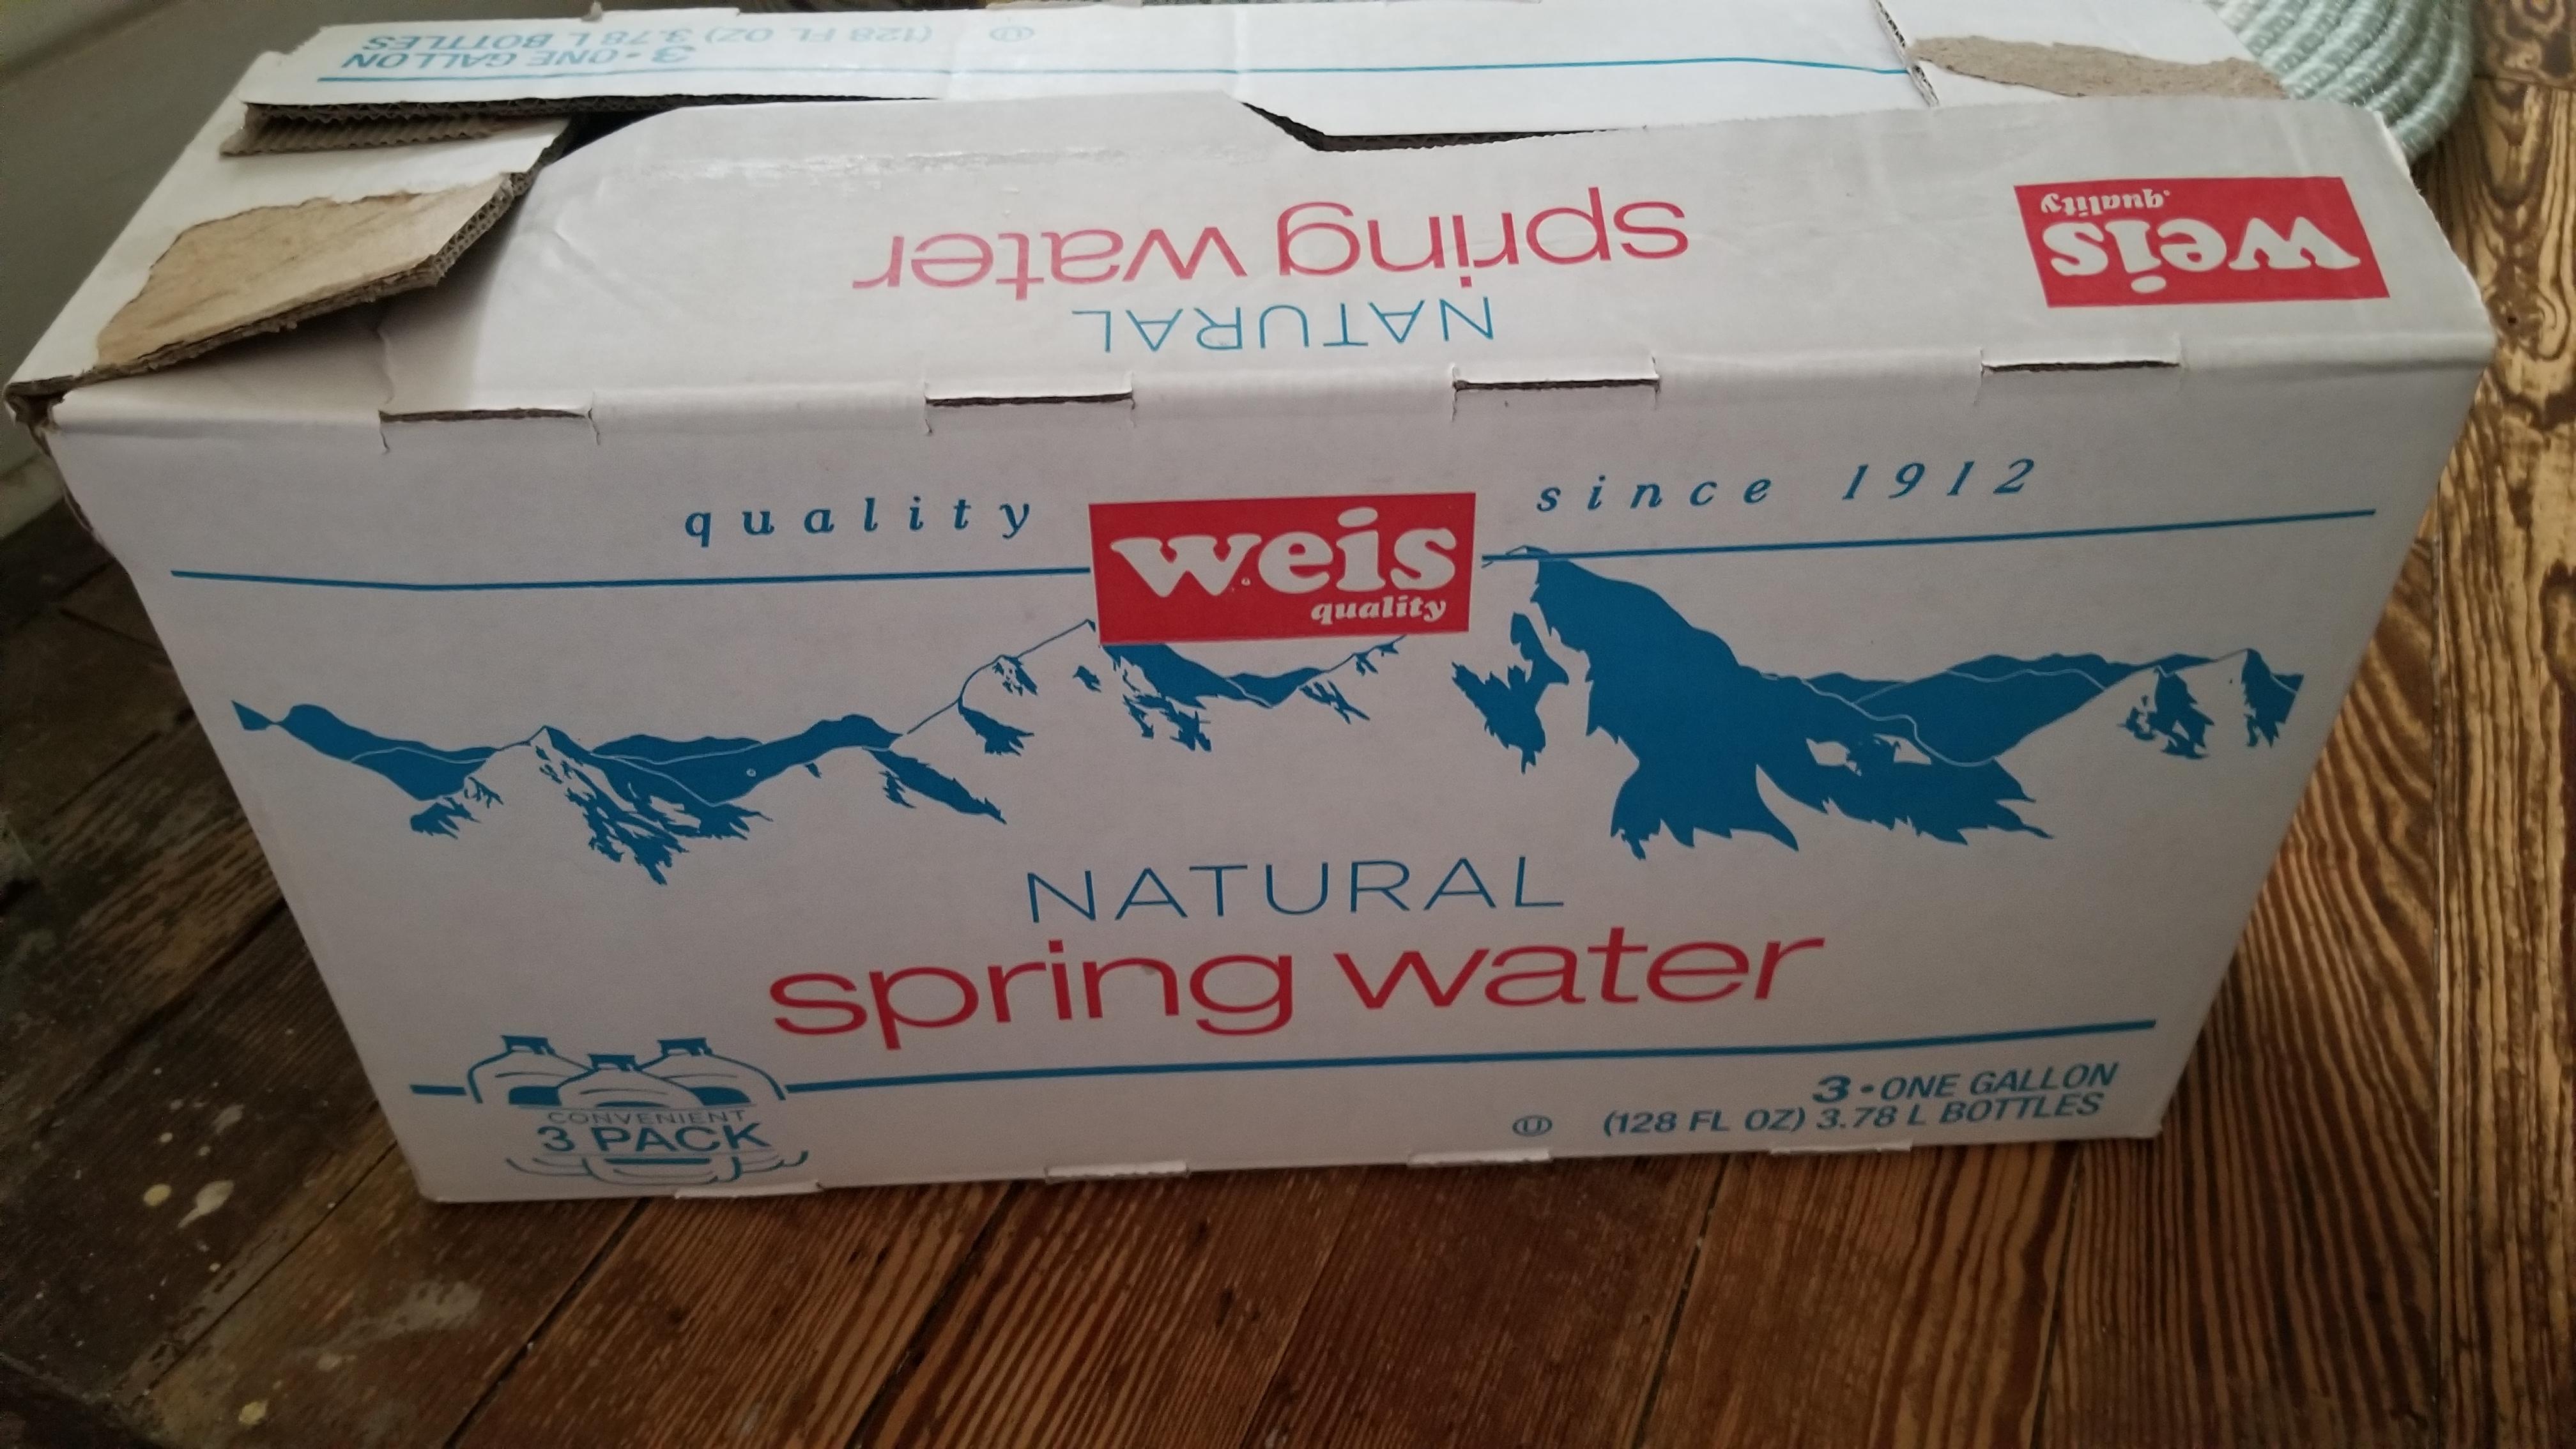 3·ONE GALLON
(128 FL OZ) 3.78 L BOTTLES
U
weis
quality
spring water
NATURAL
quality since 1912
weis
quality
NATURAL
spring water
CONVENIENT
3 PACK
3·ONE GALLON
U (128 FL OZ) 3.78 L BOTTLES